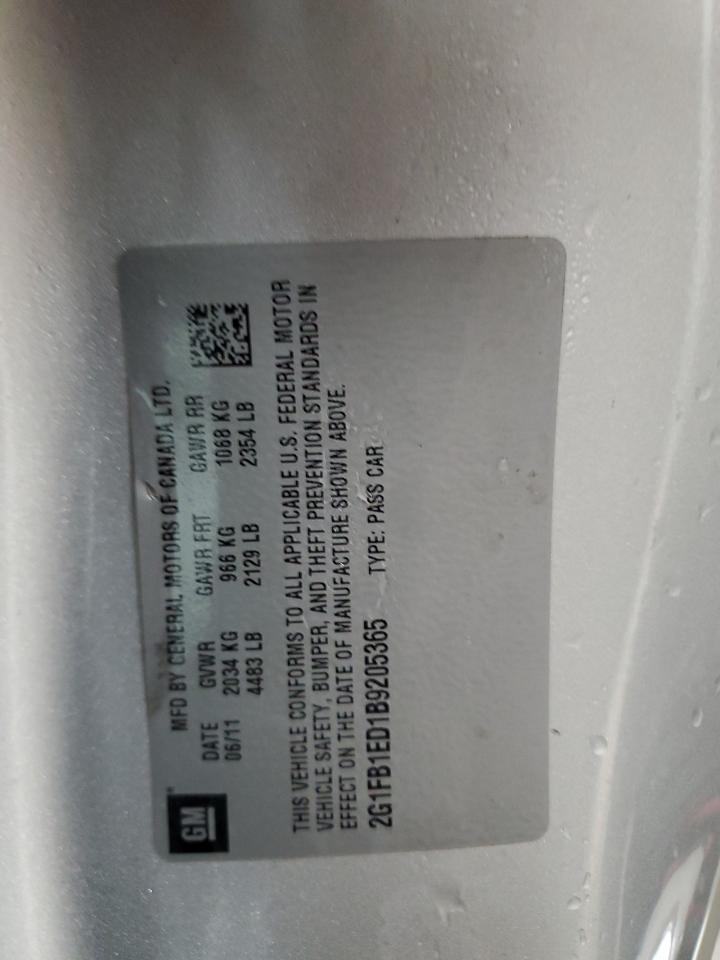 GM
MFD BY GENERAL MOTORS OF CANADA LTD.
DATE GVWR GAWR FRT GAWR RR
06/11 2034 KG 966 KG 1068 KG
4483 LB 2129 LB 2354 LB
THIS VEHICLE CONFORMS TO ALL APPLICABLE U.S. FEDERAL MOTOR
VEHICLE SAFETY, BUMPER, AND THEFT PREVENTION STANDARDS IN
EFFECT ON THE DATE OF MANUFACTURE SHOWN ABOVE.
2G1FB1ED1B9205365 TYPE: PASS CAR